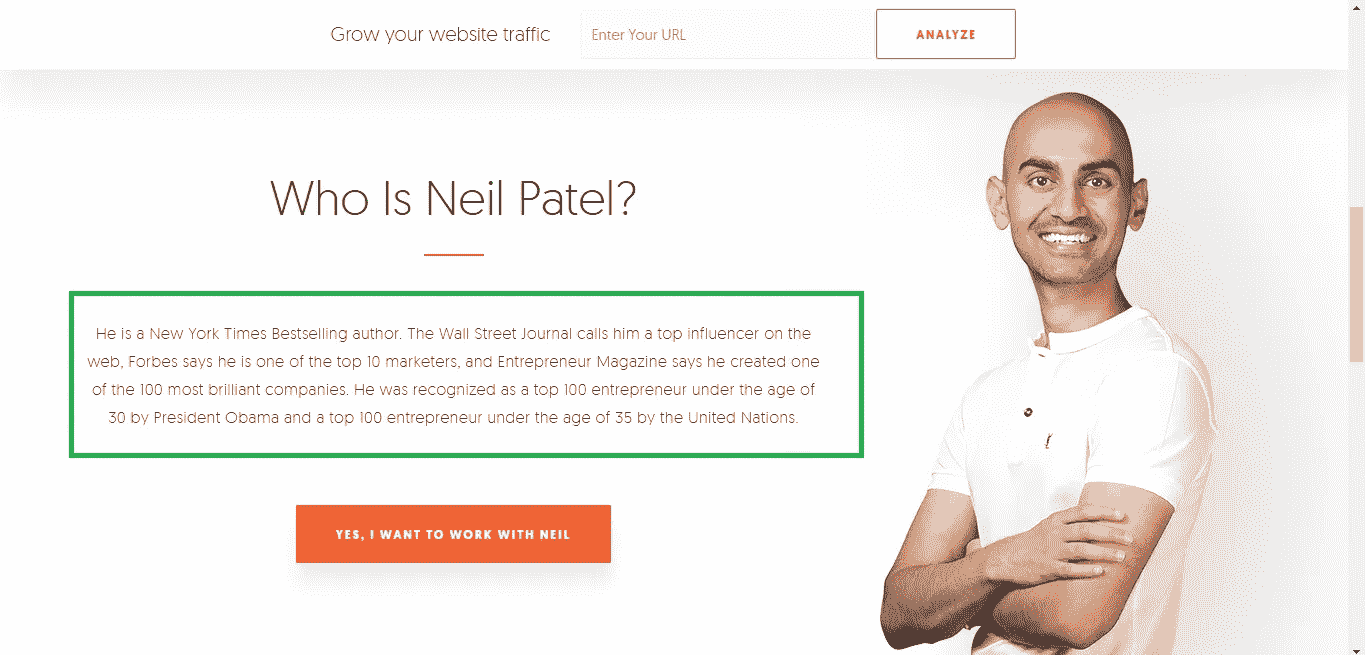 Grow your website traffic
Enter Your URL
ANALYZE
Who Is Neil Patel?
He is a New York Times Bestselling author. The Wall Street Journal calls him a top influencer on the
web, Forbes says he is one of the top 10 marketers, and Entrepreneur Magazine says he created one
of the 100 most brilliant companies. He was recognized as a top 100 entrepreneur under the age of
30 by President Obama and a top 100 entrepreneur under the age of 35 by the United Nations.
YES, I WANT TO WORK WITH NEIL